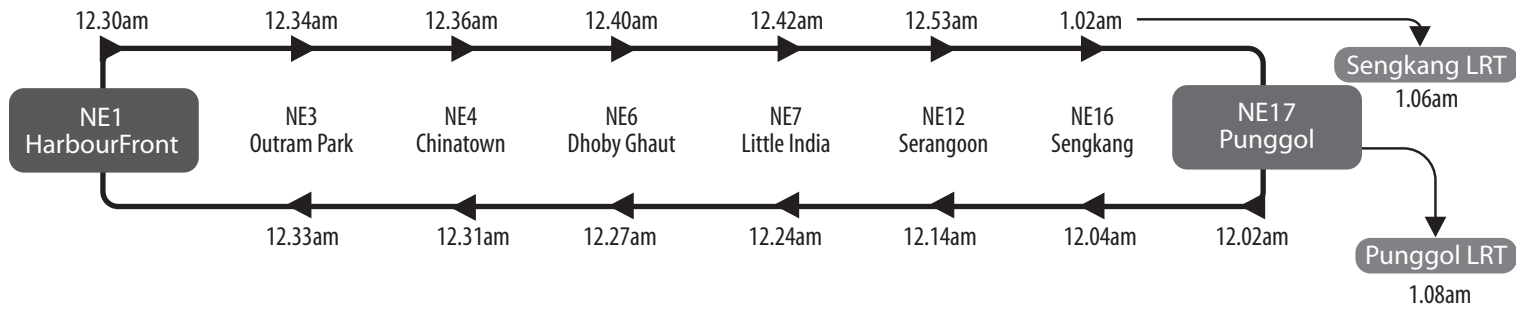 12.30am 12.34am 12.36am 12.40am 12.42am 12.53am 1.02am
Sengkang LRT
1.06am
NE1
HarbourFront
NE3
Outram Park
NE4
Chinatown
NE6
Dhoby Ghaut
NE7
Little India
NE12
Serangoon
NE16
Sengkang
NE17
Punggol
12.33am 12.31am 12.27am 12.24am 12.14am 12.04am 12.02am
Punggol LRT
1.08am